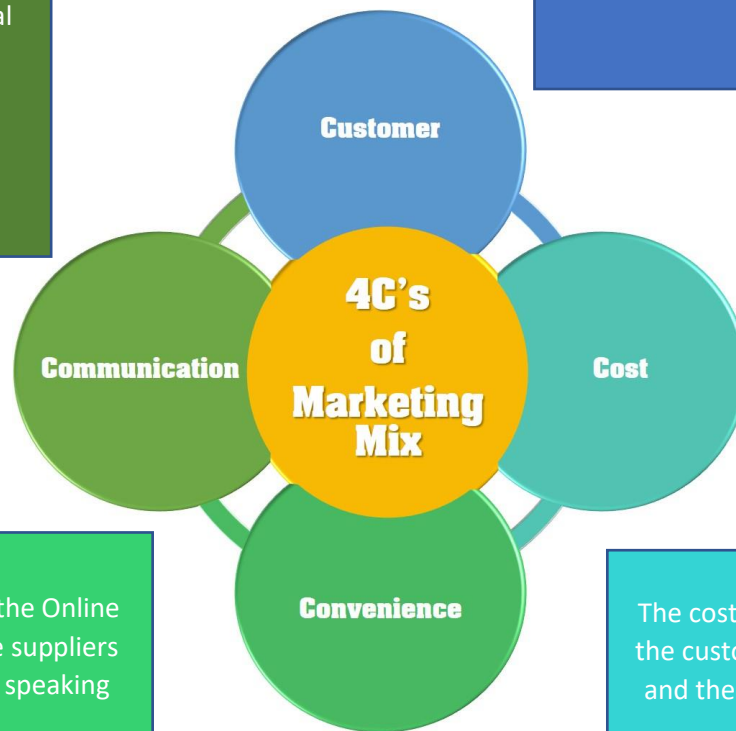 al
Customer
4C's
of
Marketing
Mix
Communication
Cost
Convenience
the Online
e suppliers
speaking
The cost
the custo
and the